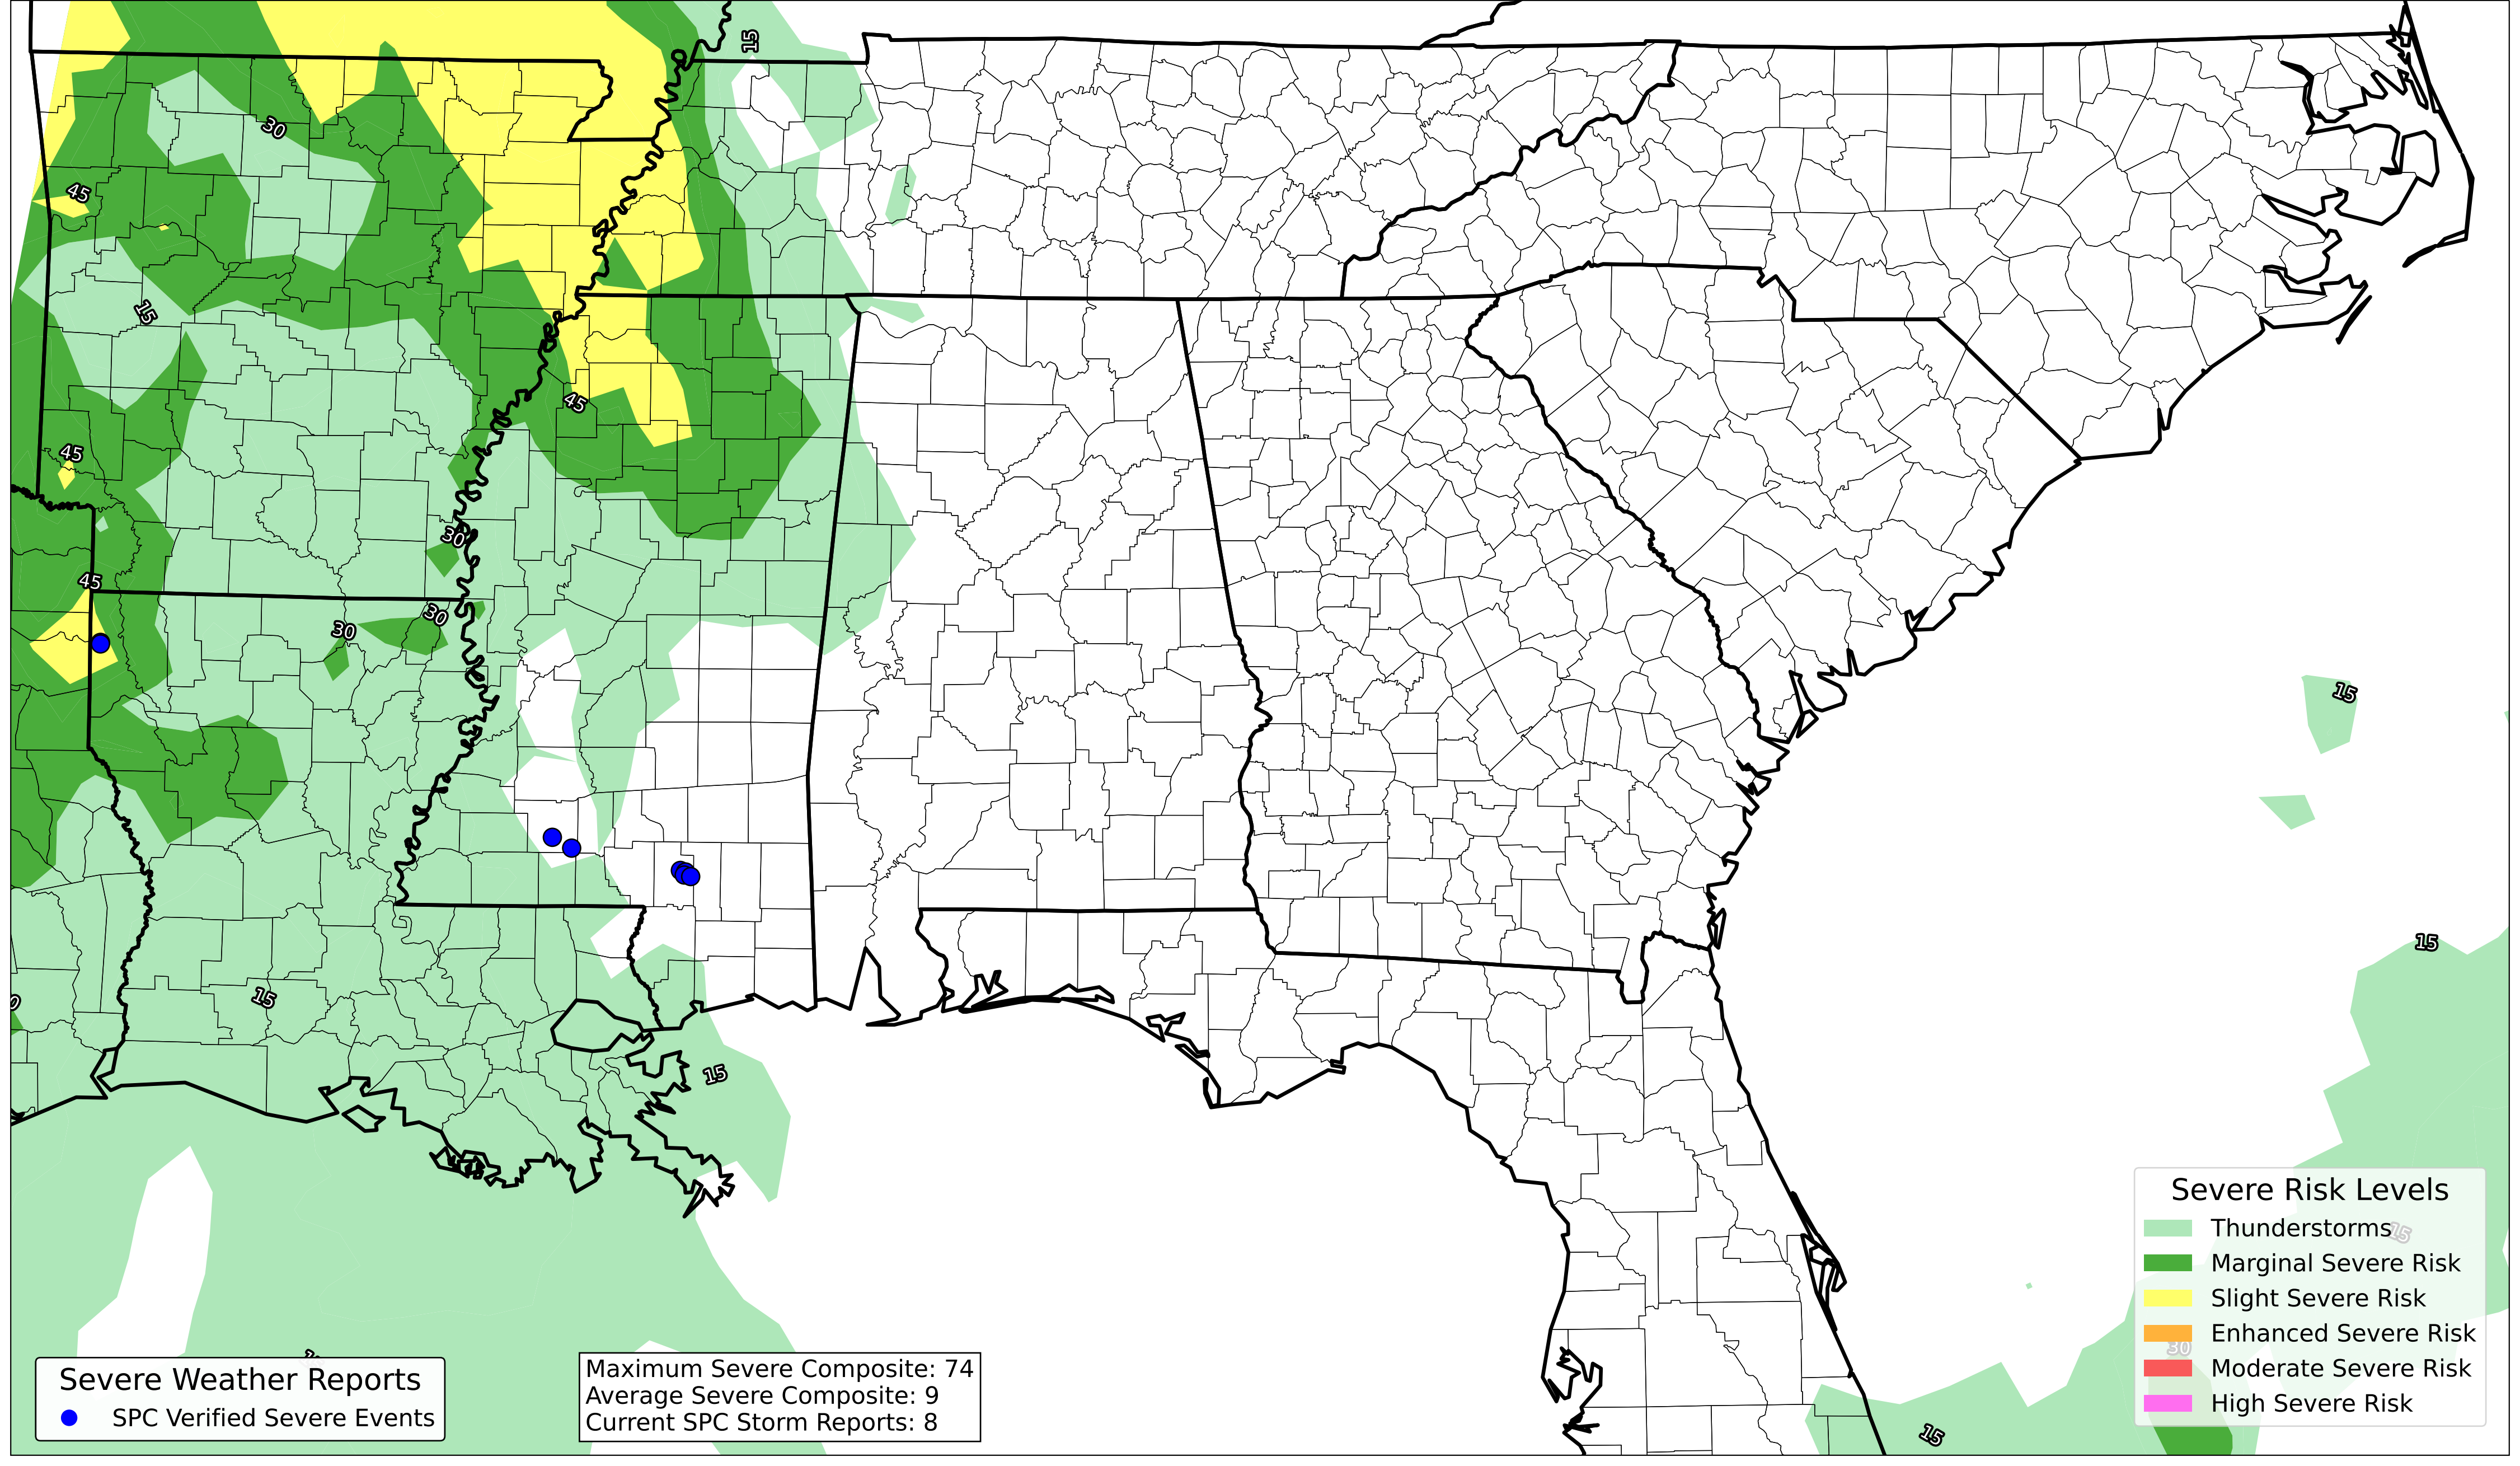 15
30
45
15
45
45
30
45
30
30
15
15
15
15
Severe Risk Levels
Thunderstorms
15
Marginal Severe Risk
Slight Severe Risk
Enhanced Severe Risk
30
Moderate Severe Risk
High Severe Risk
15
Severe Weather Reports
SPC Verified Severe Events
Maximum Severe Composite: 74
Average Severe Composite: 9
Current SPC Storm Reports: 8